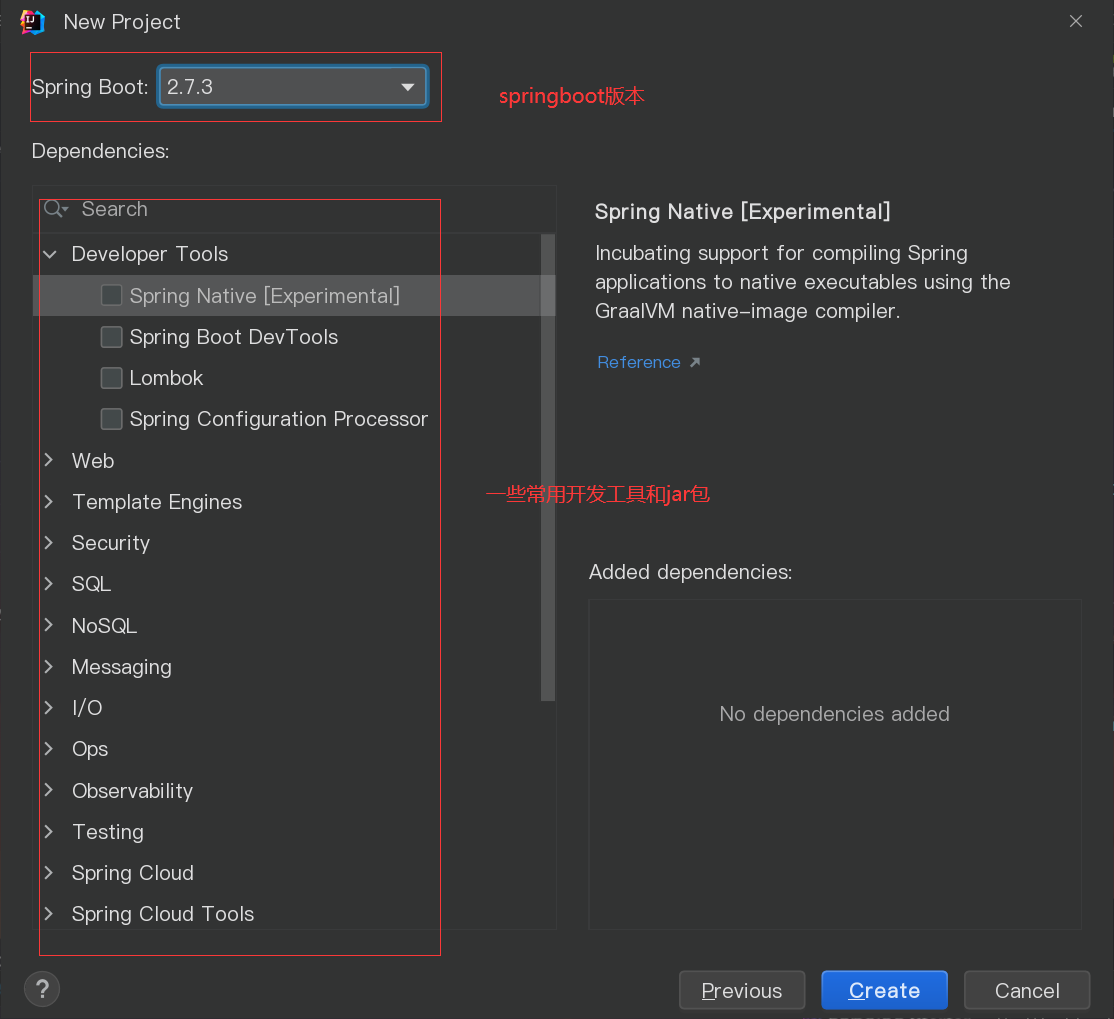 New Project
Spring Boot: 2.7.3
springboot版本
Dependencies:
Search
Developer Tools
Spring Native [Experimental]
Spring Boot DevTools
Lombok
Spring Configuration Processor
Web
Template Engines
Security
SQL
NoSQL
Messaging
I/O
Ops
Observability
Testing
Spring Cloud
Spring Cloud Tools
Spring Native [Experimental]
Incubating support for compiling Spring
applications to native executables using the
GraalVM native-image compiler.
Reference
一些常用开发工具和jar包
Added dependencies:
No dependencies added
?
Previous
Create
Cancel